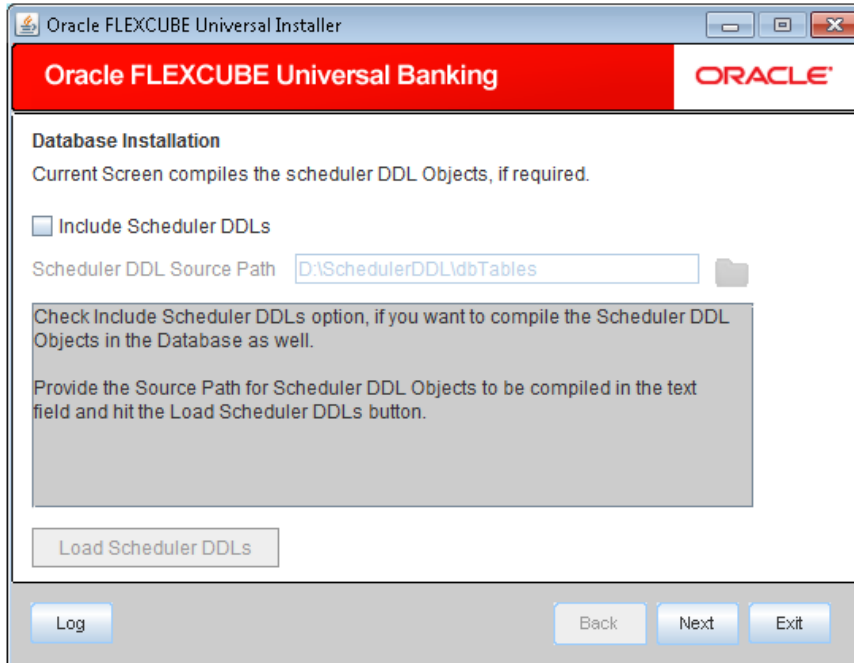 Oracle FLEXCUBE Universal Installer
Oracle FLEXCUBE Universal Banking
ORACLE®
Database Installation
Current Screen compiles the scheduler DDL Objects, if required.
Include Scheduler DDLs
Scheduler DDL Source Path D:\SchedulerDDL\dbTables
Check Include Scheduler DDLs option, if you want to compile the Scheduler DDL
Objects in the Database as well.
Provide the Source Path for Scheduler DDL Objects to be compiled in the text
field and hit the Load Scheduler DDLs button.
Load Scheduler DDLs
Log Back Next Exit